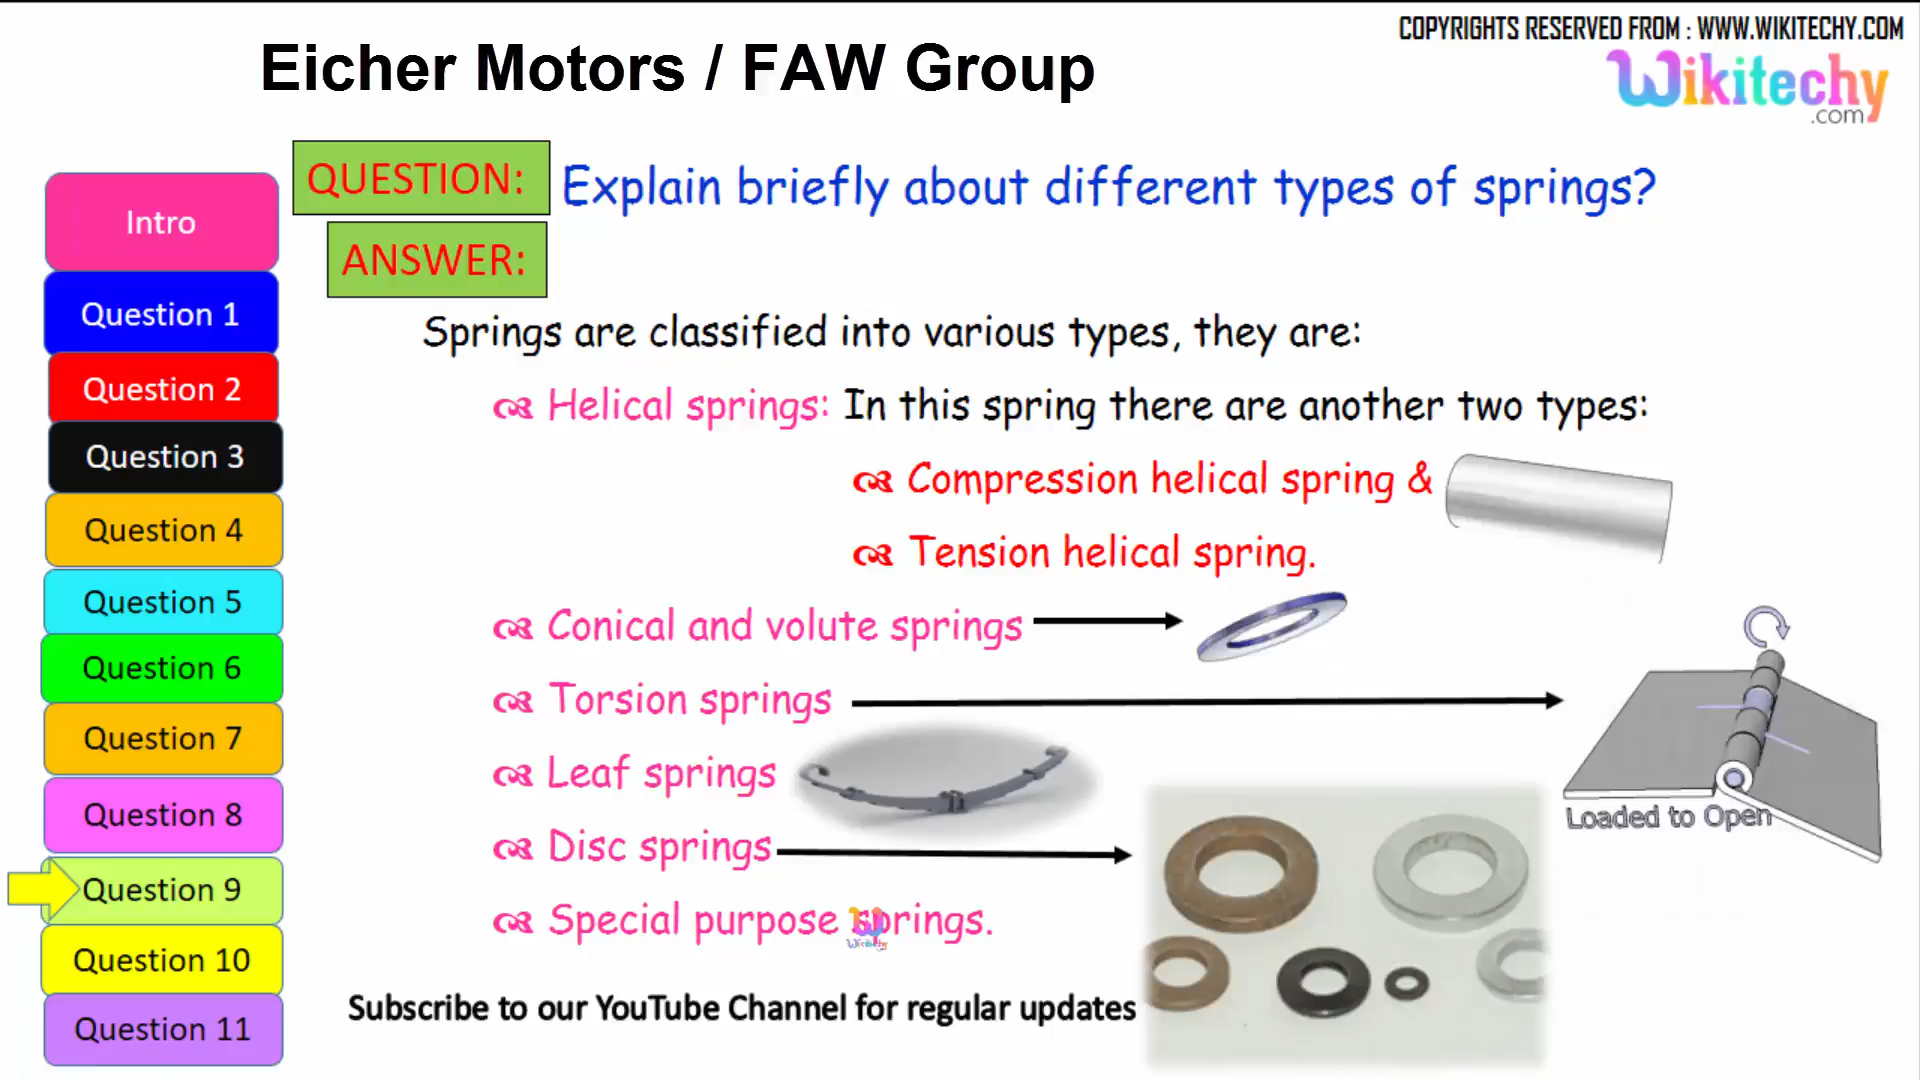 COPYRIGHTS RESERVED FROM : WWW.WIKITECHY.COM
Eicher Motors / FAW Group
Wikitechy
.com
QUESTION: Explain briefly about different types of springs?
ANSWER:
Intro
Question 1
Question 2
Question 3
Question 4
Question 5
Question 6
Question 7
Question 8
Question 9
Question 10
Question 11
Springs are classified into various types, they are:
Helical springs: In this spring there are another two types:
Compression helical spring &
Tension helical spring.
Conical and volute springs
Torsion springs
Leaf springs
Disc springs
Special purpose springs.
Wikitechy
Loaded to Open
Subscribe to our YouTube Channel for regular updates